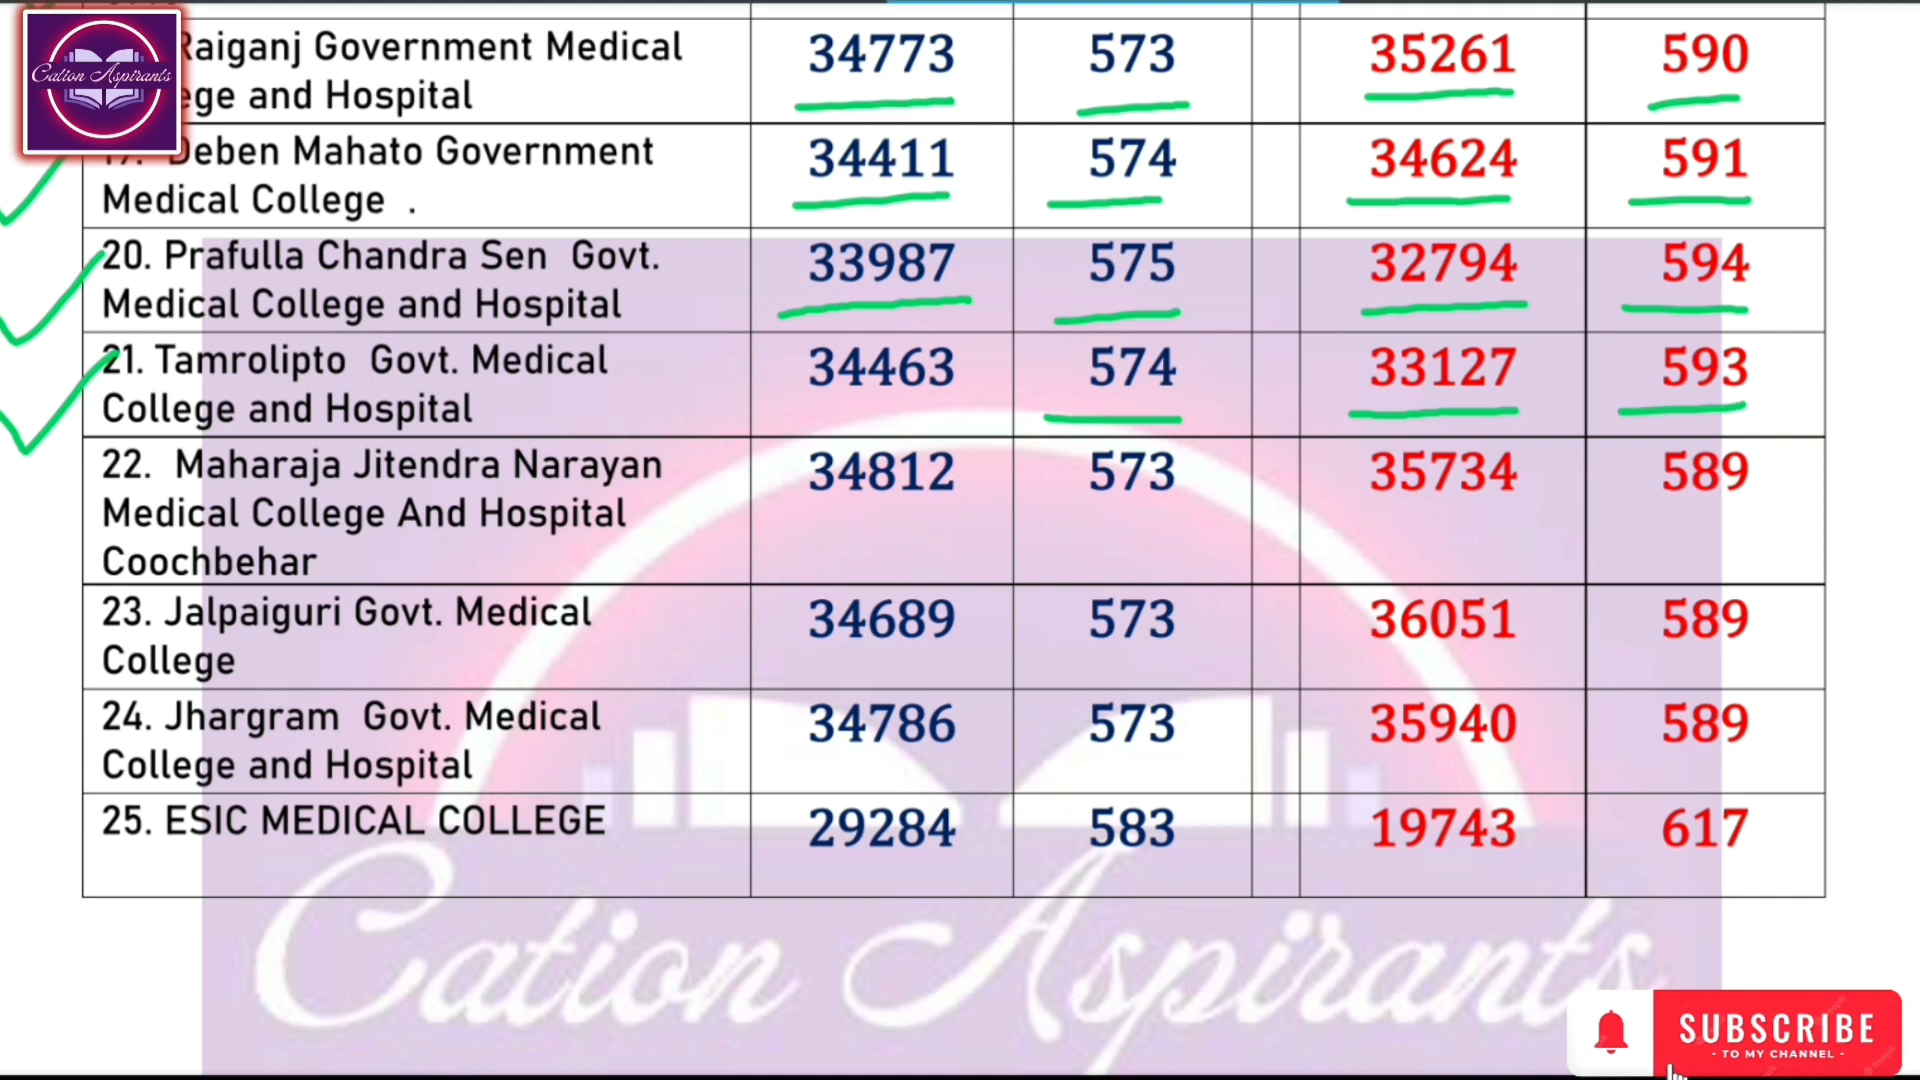 Cation Aspirants
Raiganj Government Medical
ege and Hospital
34773 573 35261 590
Deben Mahato Government
Medical College .
34411 574 34624 591
20. Prafulla Chandra Sen Govt.
Medical College and Hospital
33987 575 32794 594
21. Tamrolipto Govt. Medical
College and Hospital
34463 574 33127 593
22. Maharaja Jitendra Narayan
Medical College And Hospital
Coochbehar
34812 573 35734 589
23. Jalpaiguri Govt. Medical
College
34689 573 36051 589
24. Jhargram Govt. Medical
College and Hospital
34786 573 35940 589
25. ESIC MEDICAL COLLEGE
29284 583 19743 617
Cation Aspirants
SUBSCRIBE
- TO MY CHANNEL -